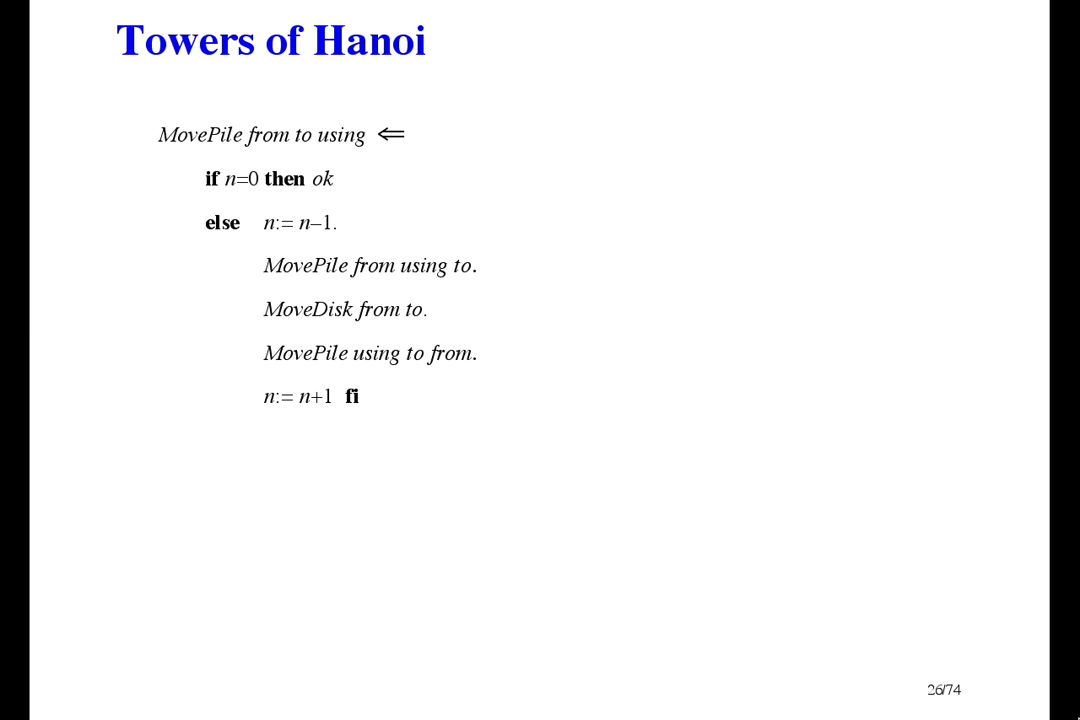 Towers of Hanoi
MovePile from to using ⇐
if n=0 then ok
else n:= n–1.
MovePile from using to.
MoveDisk from to.
MovePile using to from.
n:= n+1 fi
26/74